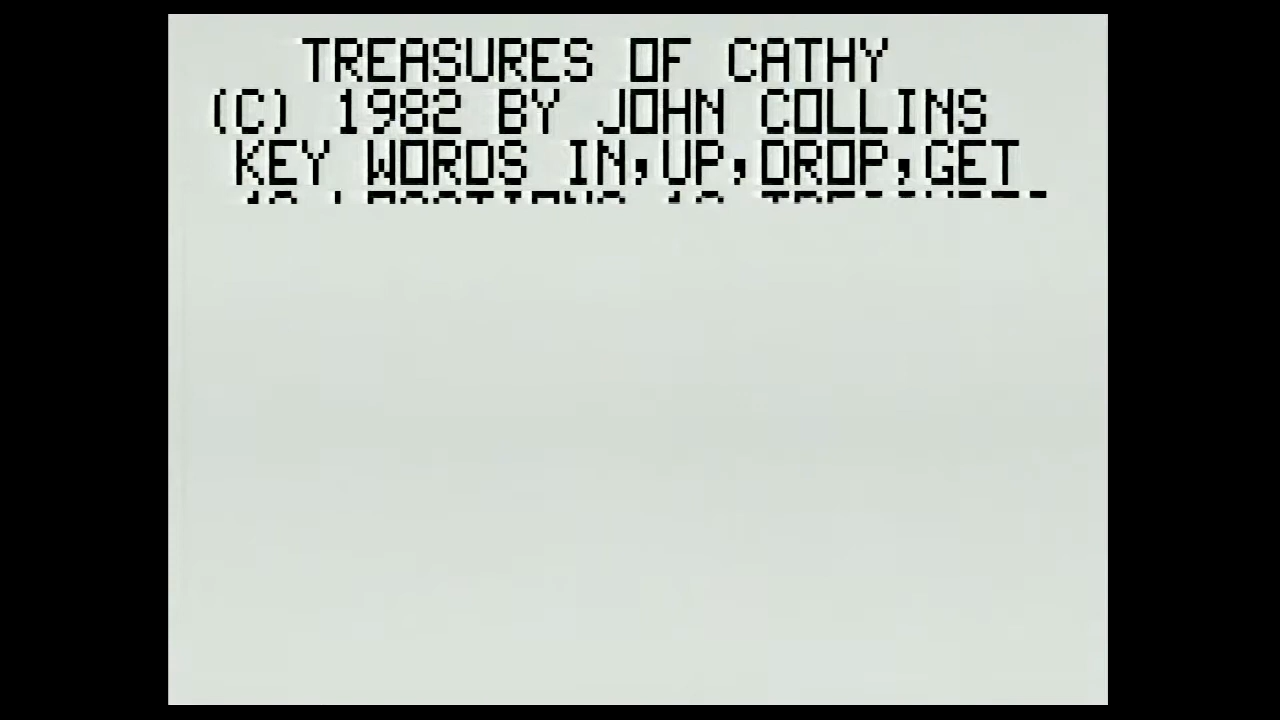 TREASURES OF CATHY
(C) 1982 BY JOHN COLLINS
KEY WORDS IN,UP,DROP,GET